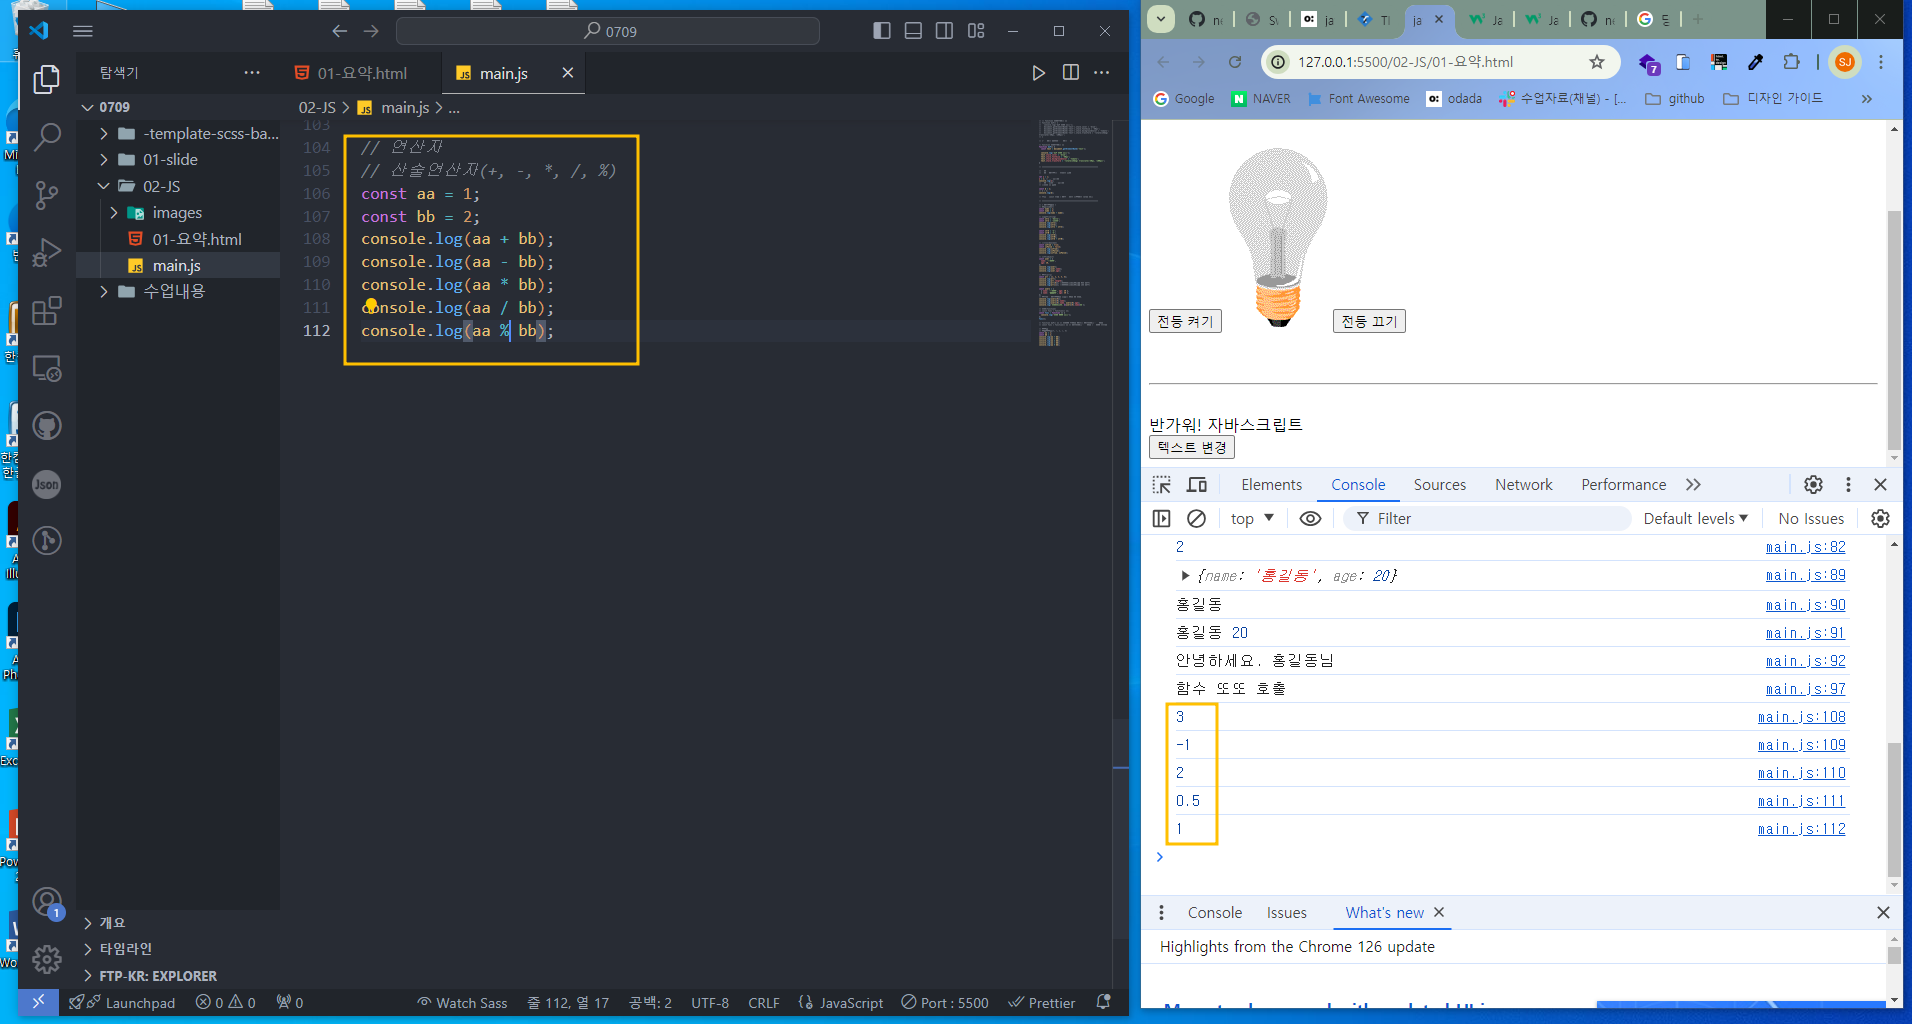 0709
탐색기
0709
-template-scss-ba...
01-slide
02-JS
images
01-요약.html
main.js
수업내용
개요
타임라인
FTP-KR: EXPLORER
01-요약.html
main.js
02-JS > main.js > ...
103
104 // 연산자
105 // 산술연산자(+, -, *, /, %)
106 const aa = 1;
107 const bb = 2;
108 console.log(aa + bb);
109 console.log(aa - bb);
110 console.log(aa * bb);
111 console.log(aa / bb);
112 console.log(aa % bb);
Json
1
Launchpad 0 0 0 Watch Sass 줄 112, 열 17 공백: 2 UTF-8 CRLF JavaScript Port : 5500 Prettier
127.0.0.1:5500/02-JS/01-요약.html
7
SJ
Google NAVER Font Awesome odada 수업자료(채널) - [... github 디자인 가이드
전등 켜기 전등 끄기
반가워! 자바스크립트
텍스트 변경
Elements Console Sources Network Performance
top Filter Default levels No Issues
2 main.js:82
{name: '홍길동', age: 20} main.js:89
홍길동 main.js:90
홍길동 20 main.js:91
안녕하세요. 홍길동님 main.js:92
함수 또또 호출 main.js:97
3 main.js:108
-1 main.js:109
2 main.js:110
0.5 main.js:111
1 main.js:112
Console Issues What's new
Highlights from the Chrome 126 update